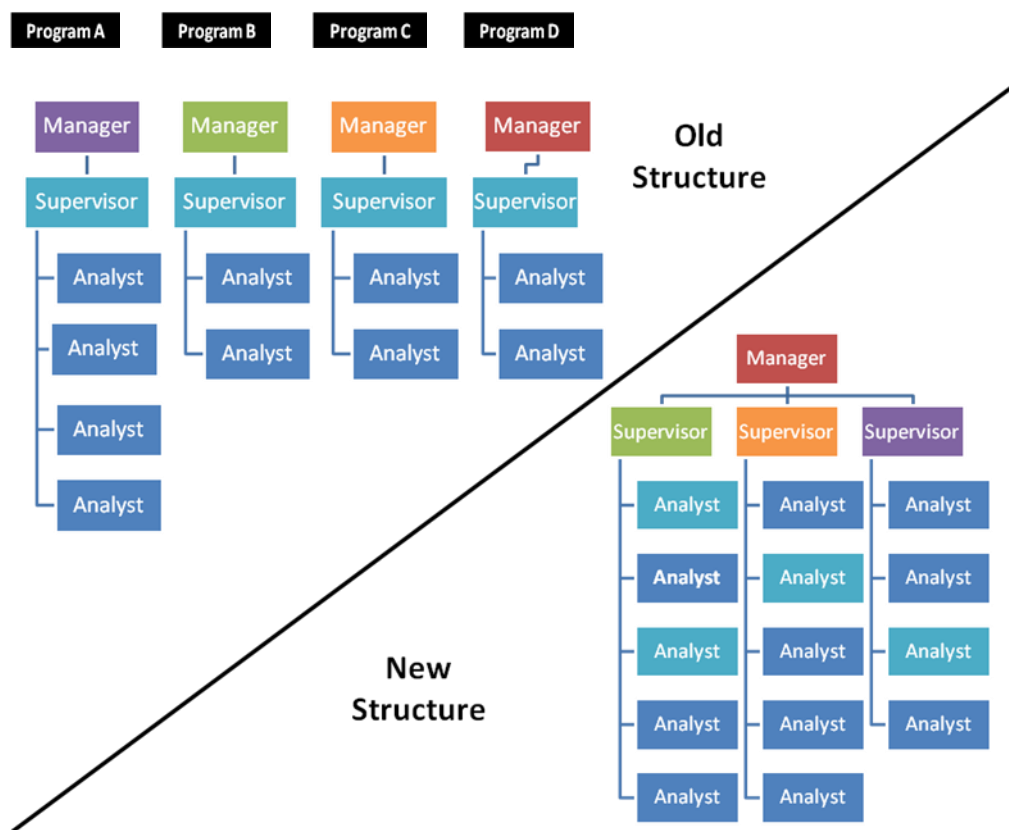 Program A
Program B
Program C
Program D
Manager
Manager
Manager
Manager
Supervisor
Supervisor
Supervisor
Supervisor
Analyst
Analyst
Analyst
Analyst
Analyst
Analyst
Analyst
Analyst
Analyst
Analyst
Old
Structure
Manager
Supervisor
Supervisor
Supervisor
Analyst
Analyst
Analyst
Analyst
Analyst
Analyst
Analyst
Analyst
Analyst
Analyst
Analyst
Analyst
Analyst
Analyst
New
Structure